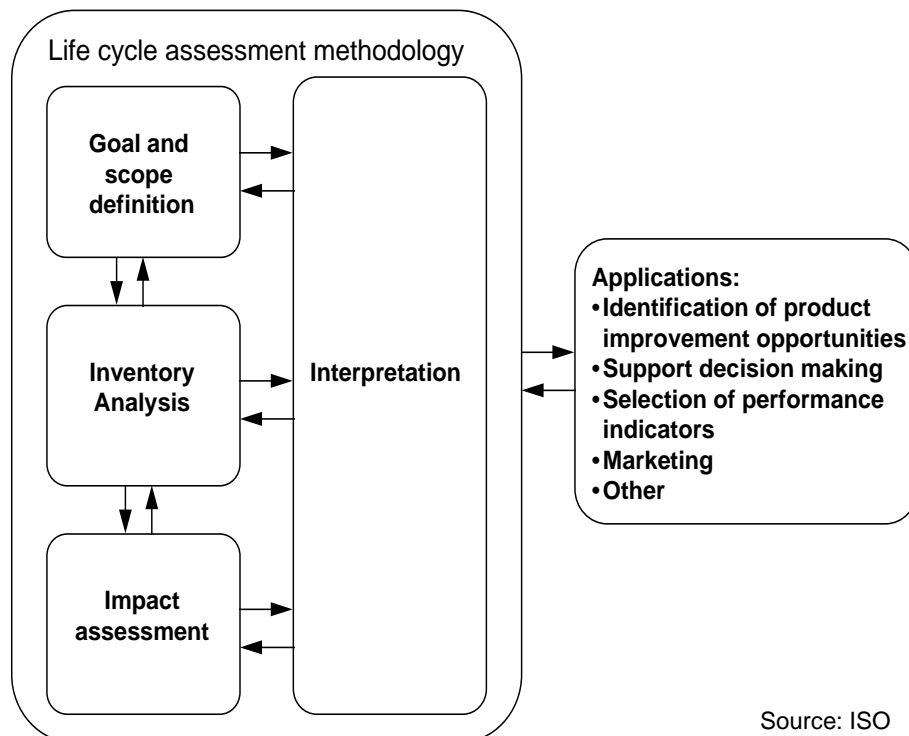 Life cycle assessment methodology
Goal and
scope
definition
Inventory
Analysis
Impact
assessment
Interpretation
Applications:
•Identification of product
improvement opportunities
•Support decision making
•Selection of performance
indicators
•Marketing
•Other
Source: ISO